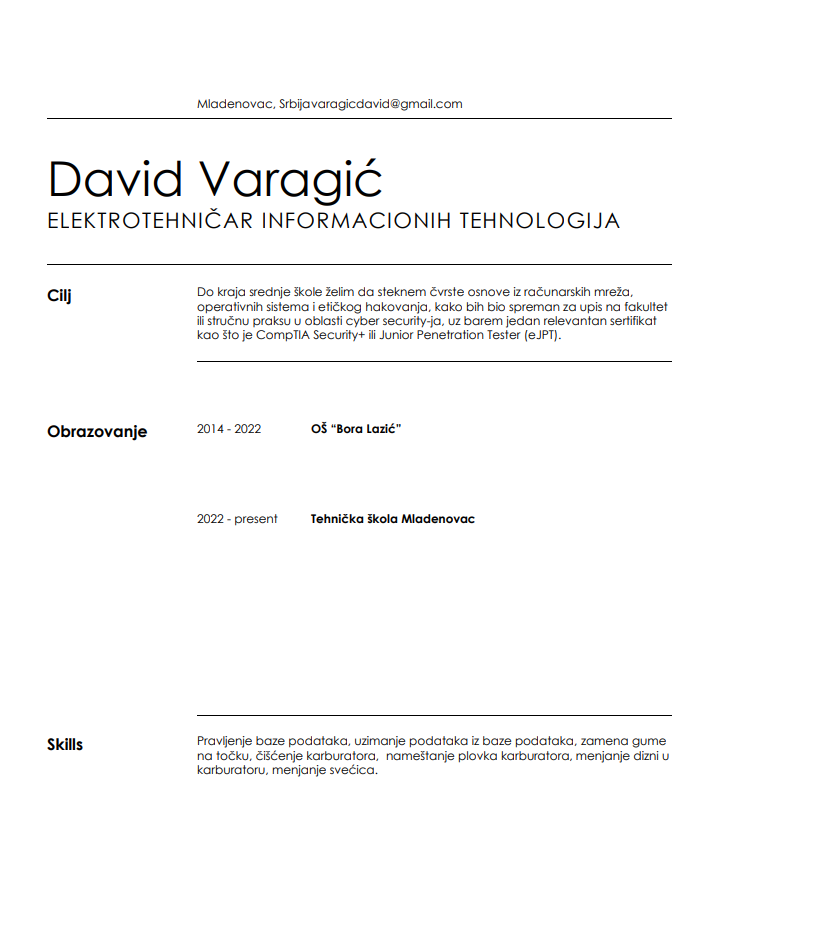 Mladenovac, Srbijavaragicdavid@gmail.com
David Varagić
ELEKTROTEHNIČAR INFORMACIONIH TEHNOLOGIJA
Cilj
Do kraja srednje škole želim da steknem čvrste osnove iz računarskih mreža,
operativnih sistema i etičkog hakovanja, kako bih bio spreman za upis na fakultet
ili stručnu praksu u oblasti cyber security-ja, uz barem jedan relevantan sertifikat
kao što je CompTIA Security+ ili Junior Penetration Tester (eJPT).
Obrazovanje
2014 - 2022 OŠ “Bora Lazić”
2022 - present Tehnička škola Mladenovac
Skills
Pravljenje baze podataka, uzimanje podataka iz baze podataka, zamena gume
na točku, čišćenje karburatora, nameštanje plovka karburatora, menjanje dizni u
karburatoru, menjanje svećica.